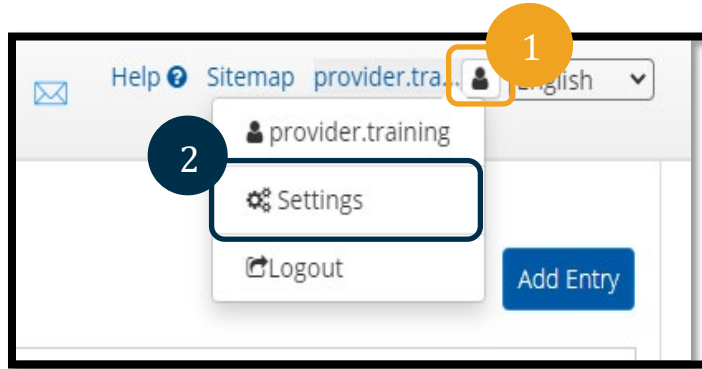 1
Help Sitemap provider.tra... English
provider.training
2
Settings
Logout
Add Entry